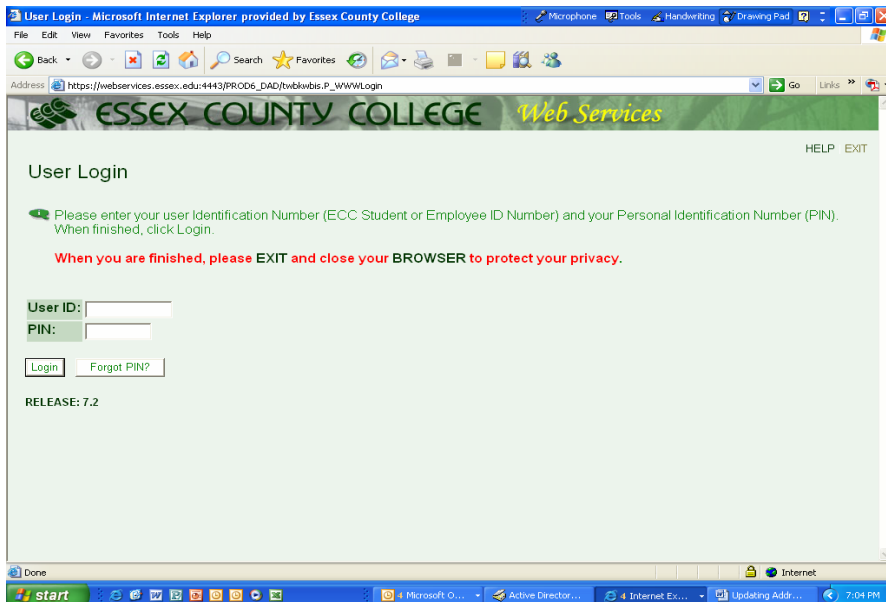 User Login - Microsoft Internet Explorer provided by Essex County College
Microphone Tools Handwriting Drawing Pad
File Edit View Favorites Tools Help
Back Search Favorites
Address https://webservices.essex.edu:4443/PROD6_DAD/twbkwbis.P_WWWLogin Go Links »
ecc ESSEX COUNTY COLLEGE Web Services
HELP EXIT
User Login
Please enter your user Identification Number (ECC Student or Employee ID Number) and your Personal Identification Number (PIN).
When finished, click Login.
When you are finished, please EXIT and close your BROWSER to protect your privacy.
User ID:
PIN:
Login Forgot PIN?
RELEASE: 7.2
Done Internet
start 4 Microsoft O... Active Director... 4 Internet Ex... Updating Addr... 7:04 PM